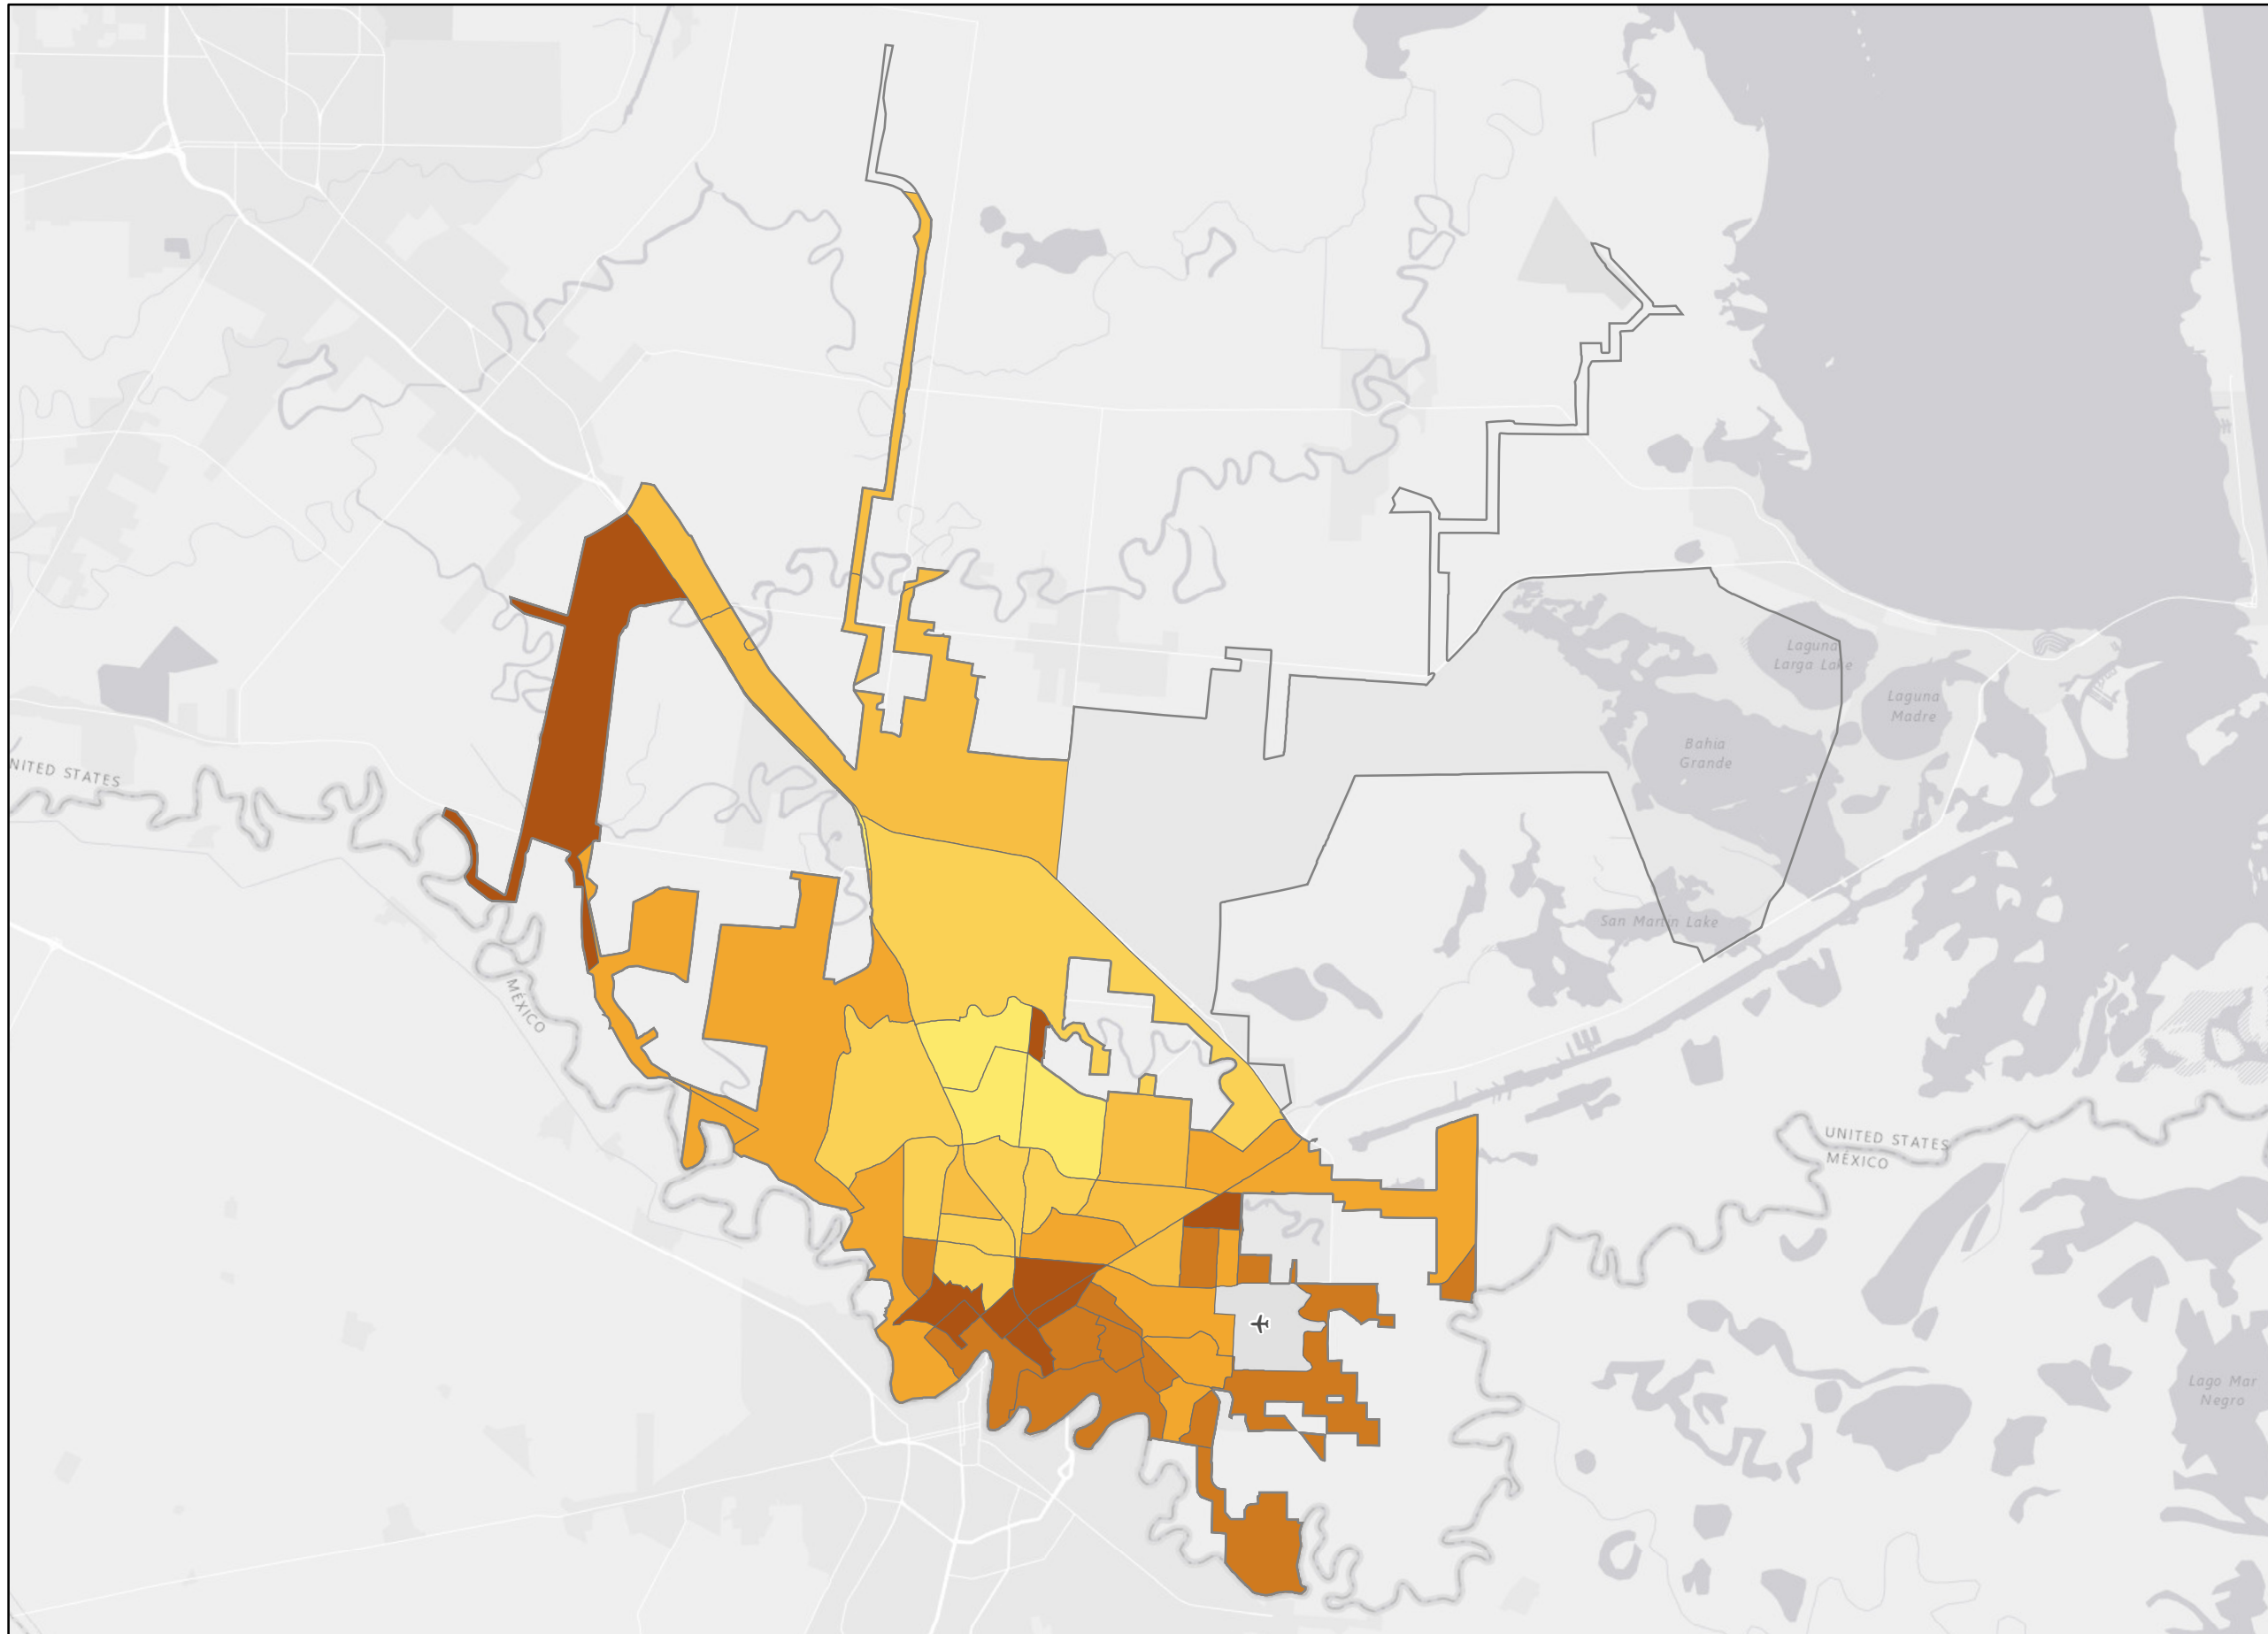 Laguna
Larga Lake
Laguna
Madre
Bahia
Grande
NITED STATES
San Martin Lake
MÉXICO
UNITED STATES
MÉXICO
Lago Mar
Negro